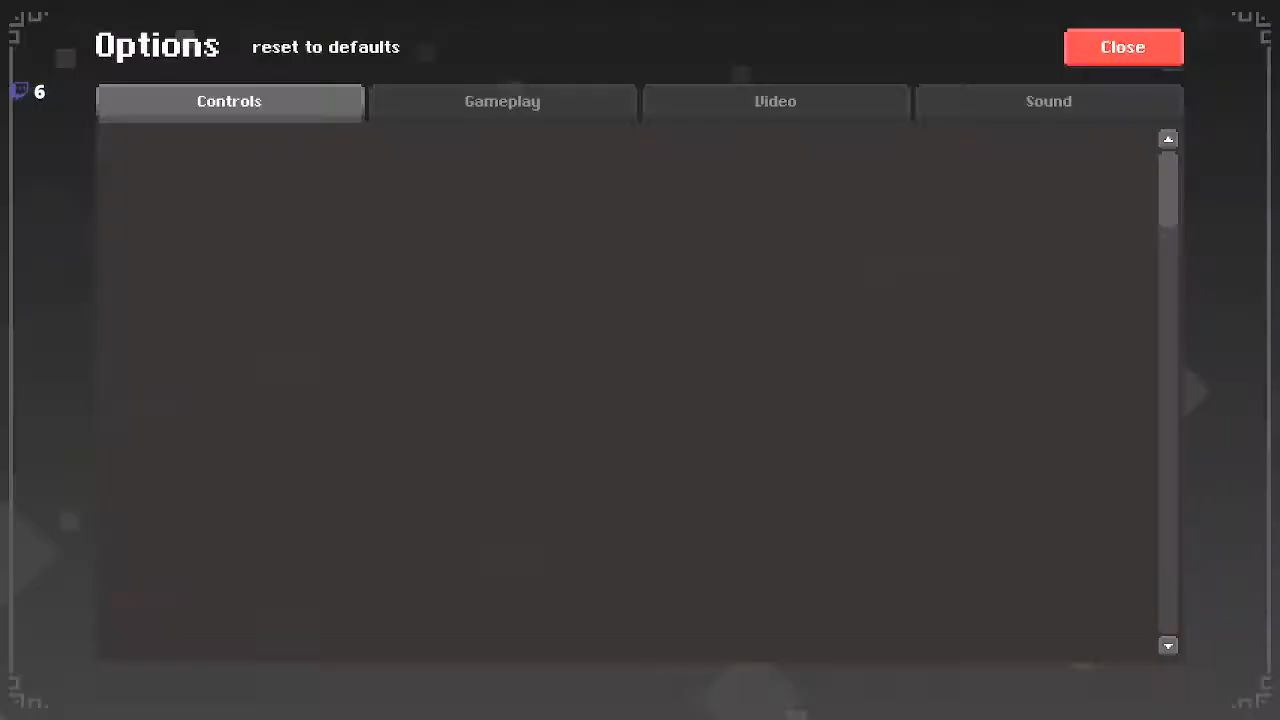 Options
reset to defaults
Close
6
Controls
Gameplay
Video
Sound